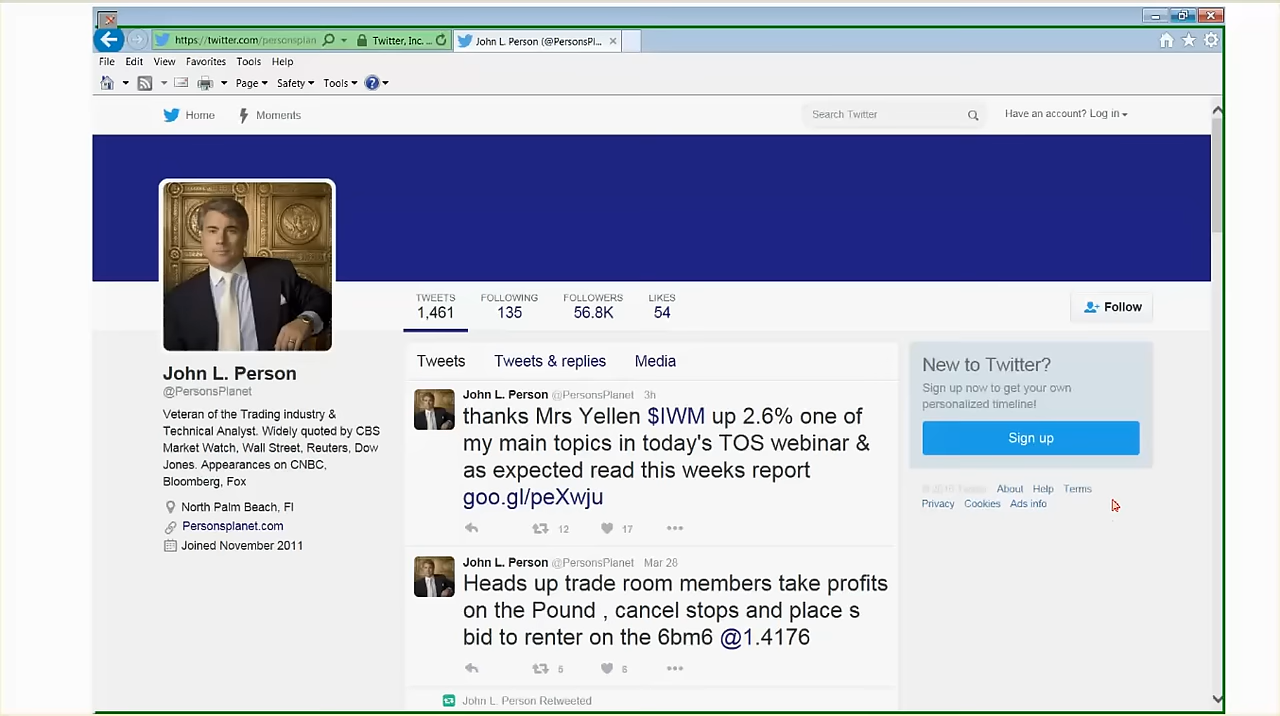 https://twitter.com/personsplan
Twitter, Inc. ...
John L. Person (@PersonsPl...
File Edit View Favorites Tools Help
Page Safety Tools
Home Moments
Search Twitter
Have an account? Log in
TWEETS FOLLOWING FOLLOWERS LIKES
1,461 135 56.8K 54
Follow
John L. Person
@PersonsPlanet
Veteran of the Trading industry &
Technical Analyst. Widely quoted by CBS
Market Watch, Wall Street, Reuters, Dow
Jones. Appearances on CNBC,
Bloomberg, Fox
North Palm Beach, Fl
Personsplanet.com
Joined November 2011
Tweets Tweets & replies Media
John L. Person @PersonsPlanet 3h
thanks Mrs Yellen $IWM up 2.6% one of
my main topics in today's TOS webinar &
as expected read this weeks report
goo.gl/peXwju
12 17
John L. Person @PersonsPlanet Mar 28
Heads up trade room members take profits
on the Pound , cancel stops and place s
bid to renter on the 6bm6 @1.4176
John L. Person Retweeted
New to Twitter?
Sign up now to get your own
personalized timeline!
Sign up
About Help Terms
Privacy Cookies Ads info